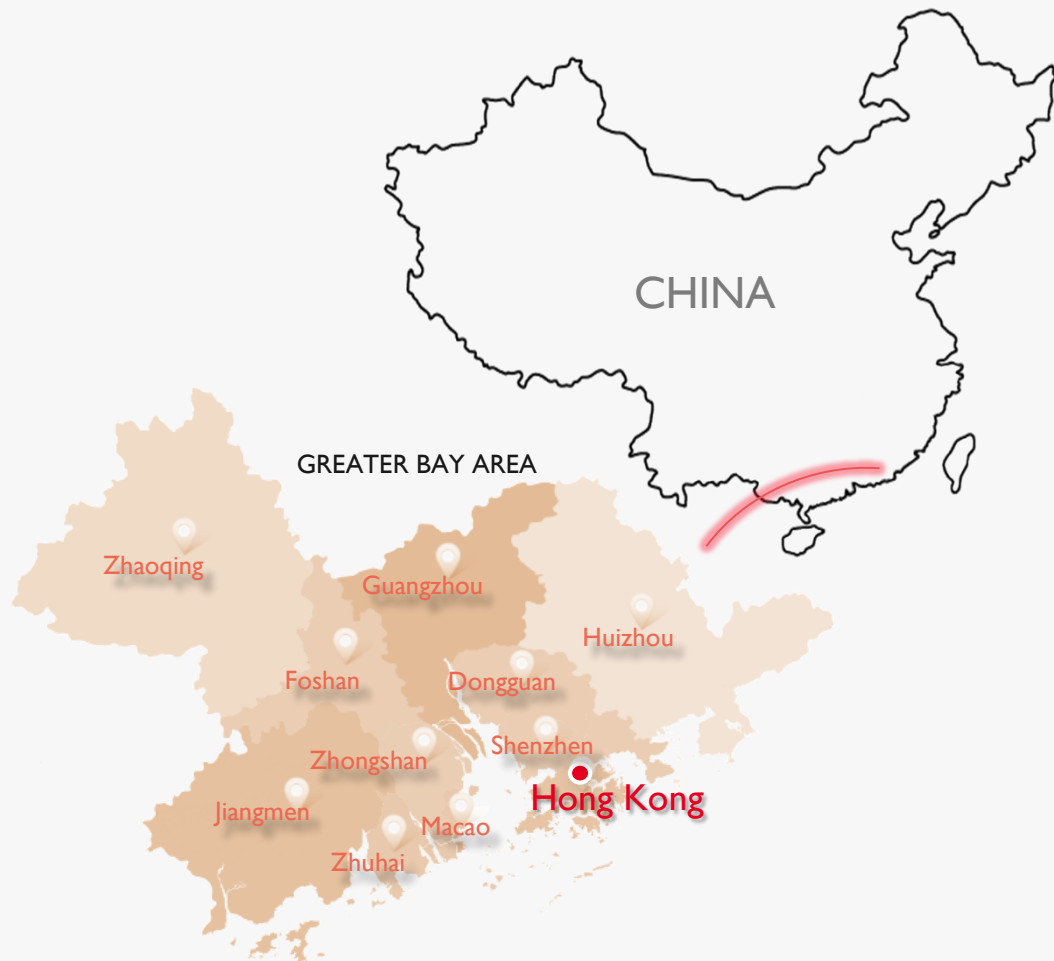 CHINA
GREATER BAY AREA
Zhaoqing
Guangzhou
Huizhou
Foshan
Dongguan
Zhongshan
Shenzhen
Hong Kong
Jiangmen
Macao
Zhuhai